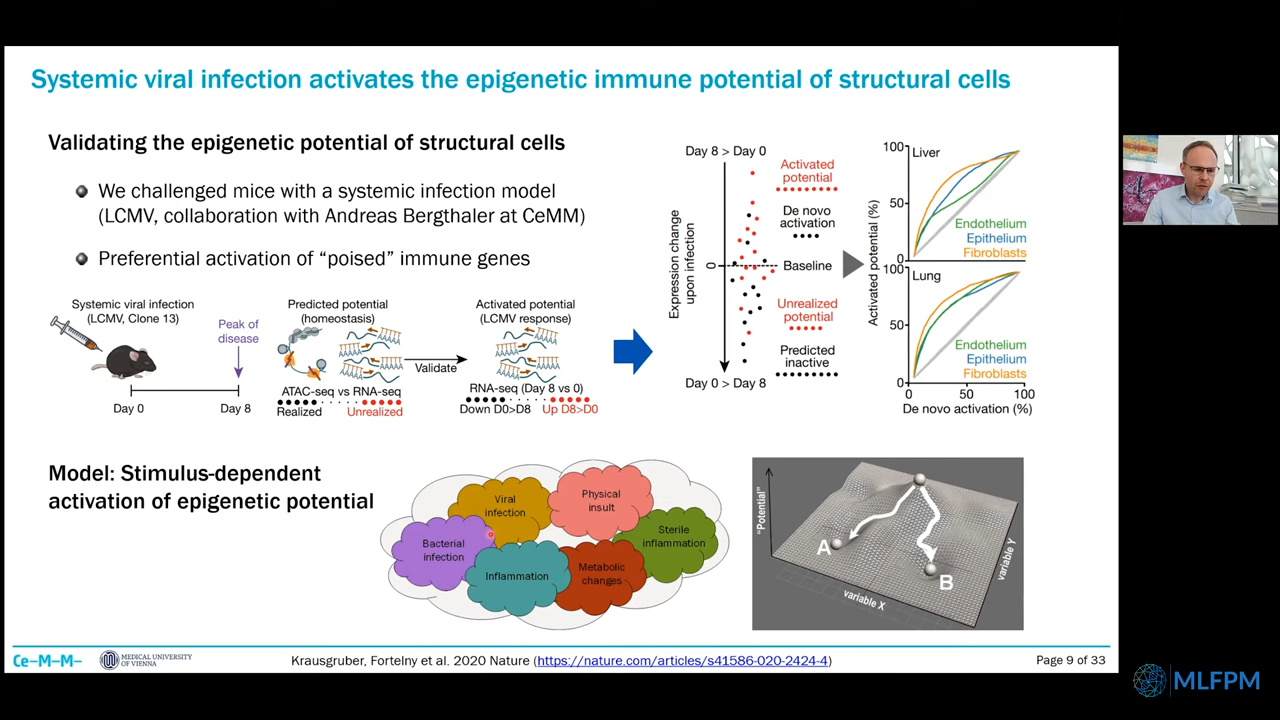 Systemic viral infection activates the epigenetic immune potential of structural cells
Validating the epigenetic potential of structural cells
We challenged mice with a systemic infection model
(LCMV, collaboration with Andreas Bergthaler at CeMM)
Preferential activation of “poised” immune genes
Systemic viral infection
(LCMV, Clone 13)
Peak of
disease
Day 0
Day 8
Predicted potential
(homeostasis)
ATAC-seq vs RNA-seq
Realized
Unrealized
Validate
Activated potential
(LCMV response)
RNA-seq (Day 8 vs 0)
Down D0>D8
Up D8>D0
Day 8 > Day 0
Expression change
upon infection
0
Day 0 > Day 8
Activated
potential
De novo
activation
Baseline
Unrealized
potential
Predicted
inactive
Activated potential (%)
100
50
0
Liver
Endothelium
Epithelium
Fibroblasts
100
50
0
Lung
Endothelium
Epithelium
Fibroblasts
0
50
100
De novo activation (%)
Model: Stimulus-dependent
activation of epigenetic potential
Viral
infection
Physical
insult
Bacterial
infection
Sterile
inflammation
Inflammation
Metabolic
changes
“Potential”
A
B
variable X
variable Y
Ce-M-M-
MEDICAL UNIVERSITY
OF VIENNA
Krausgruber, Fortelny et al. 2020 Nature (https://nature.com/articles/s41586-020-2424-4)
Page 9 of 33
MLFPM